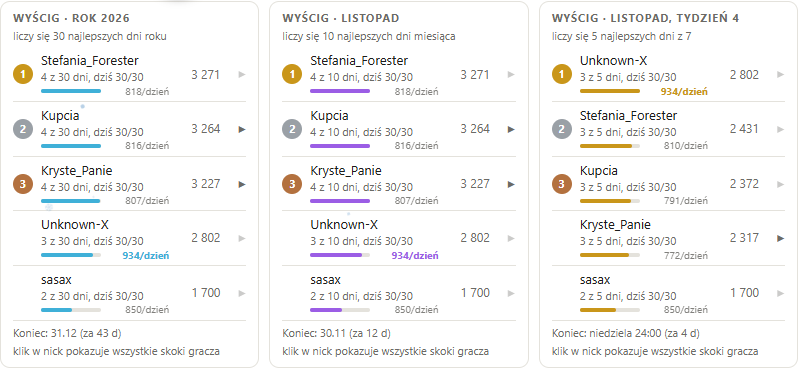 WYŚCIG · ROK 2026
liczy się 30 najlepszych dni roku
1
Stefania_Forester
4 z 30 dni, dziś 30/30
3 271
818/dzień
2
Kupcia
4 z 30 dni, dziś 30/30
3 264
816/dzień
3
Kryste_Panie
4 z 30 dni, dziś 30/30
3 227
807/dzień
Unknown-X
3 z 30 dni, dziś 30/30
2 802
934/dzień
sasax
2 z 30 dni, dziś 30/30
1 700
850/dzień
Koniec: 31.12 (za 43 d)
klik w nick pokazuje wszystkie skoki gracza
WYŚCIG · LISTOPAD
liczy się 10 najlepszych dni miesiąca
1
Stefania_Forester
4 z 10 dni, dziś 30/30
3 271
818/dzień
2
Kupcia
4 z 10 dni, dziś 30/30
3 264
816/dzień
3
Kryste_Panie
4 z 10 dni, dziś 30/30
3 227
807/dzień
Unknown-X
3 z 10 dni, dziś 30/30
2 802
934/dzień
sasax
2 z 10 dni, dziś 30/30
1 700
850/dzień
Koniec: 30.11 (za 12 d)
klik w nick pokazuje wszystkie skoki gracza
WYŚCIG · LISTOPAD, TYDZIEŃ 4
liczy się 5 najlepszych dni z 7
1
Unknown-X
3 z 5 dni, dziś 30/30
2 802
934/dzień
2
Stefania_Forester
3 z 5 dni, dziś 30/30
2 431
810/dzień
3
Kupcia
3 z 5 dni, dziś 30/30
2 372
791/dzień
Kryste_Panie
3 z 5 dni, dziś 30/30
2 317
772/dzień
sasax
2 z 5 dni, dziś 30/30
1 700
850/dzień
Koniec: niedziela 24:00 (za 4 d)
klik w nick pokazuje wszystkie skoki gracza